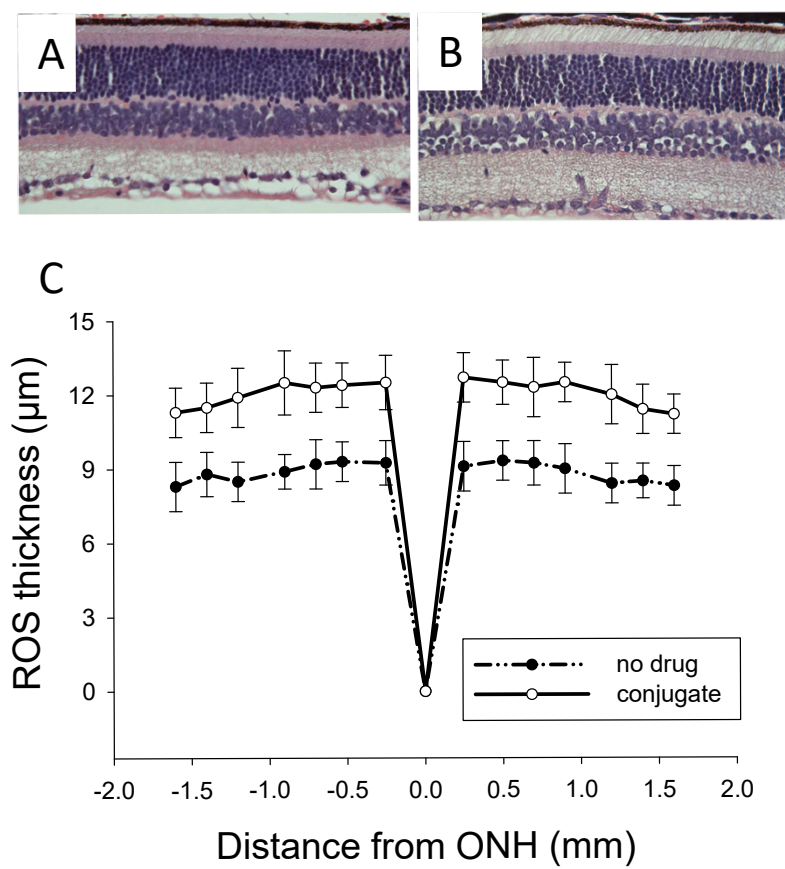 A
B
C
15
12
9
6
3
0
ROS thickness (µm)
no drug
conjugate
-2.0 -1.5 -1.0 -0.5 0.0 0.5 1.0 1.5 2.0
Distance from ONH (mm)